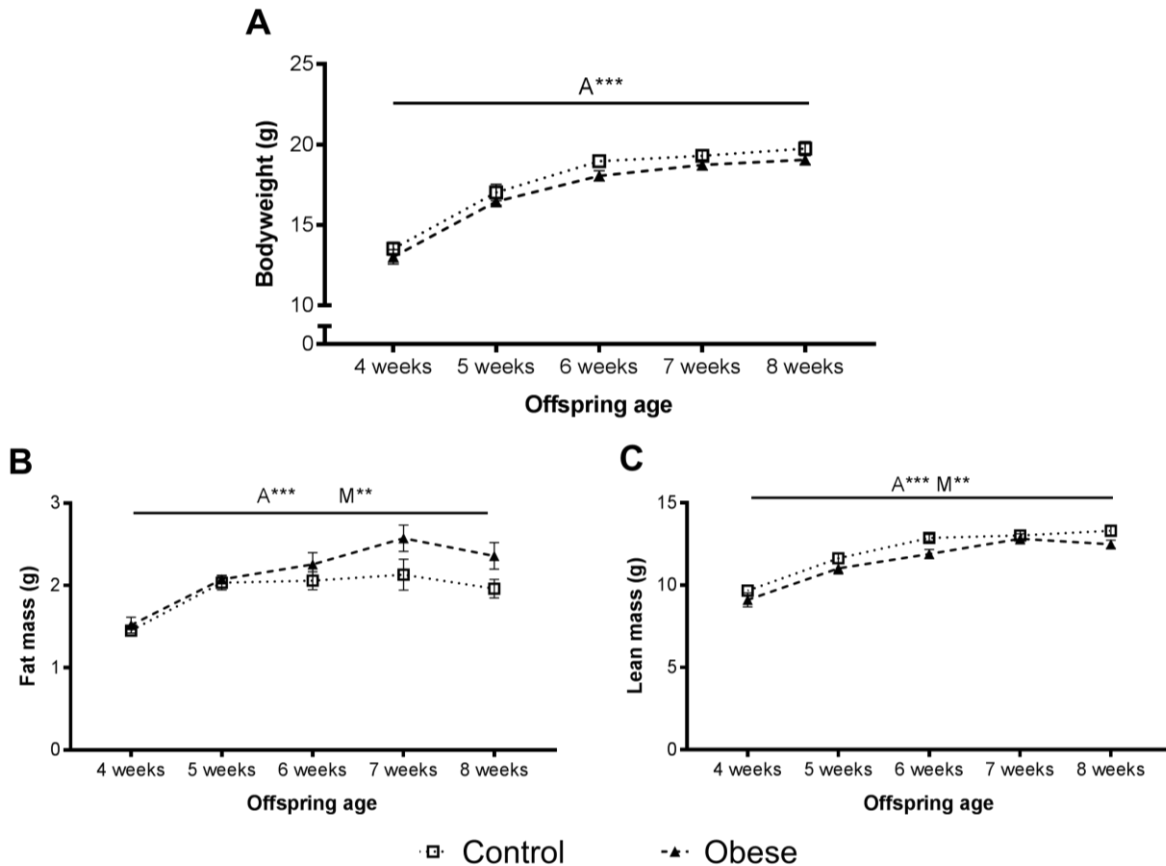 A
25
A***
20
15
10
0
Bodyweight (g)
4 weeks 5 weeks 6 weeks 7 weeks 8 weeks
Offspring age
B
3
A*** M**
2
1
0
Fat mass (g)
4 weeks 5 weeks 6 weeks 7 weeks 8 weeks
Offspring age
C
15
A*** M**
10
5
0
Lean mass (g)
4 weeks 5 weeks 6 weeks 7 weeks 8 weeks
Offspring age
Control Obese